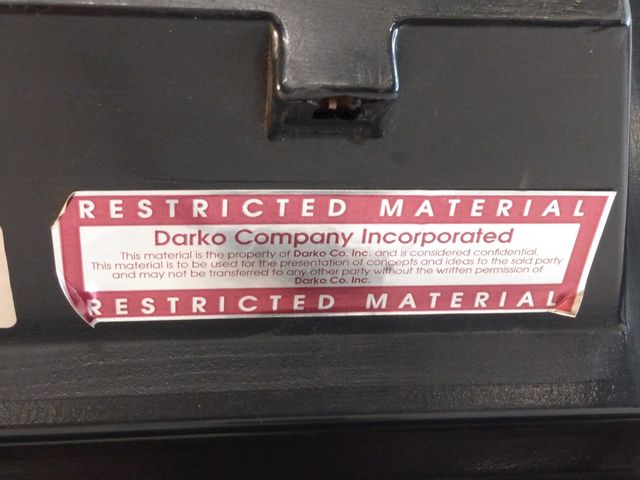 RESTRICTED MATERIAL
Darko Company Incorporated
This material is the property of Darko Co. Inc. and is considered confidential.
This material is to be used for the presentation of concepts and ideas to the said party
and may not be transferred to any other party without the written permission of
Darko Co. Inc.
RESTRICTED MATERIAL